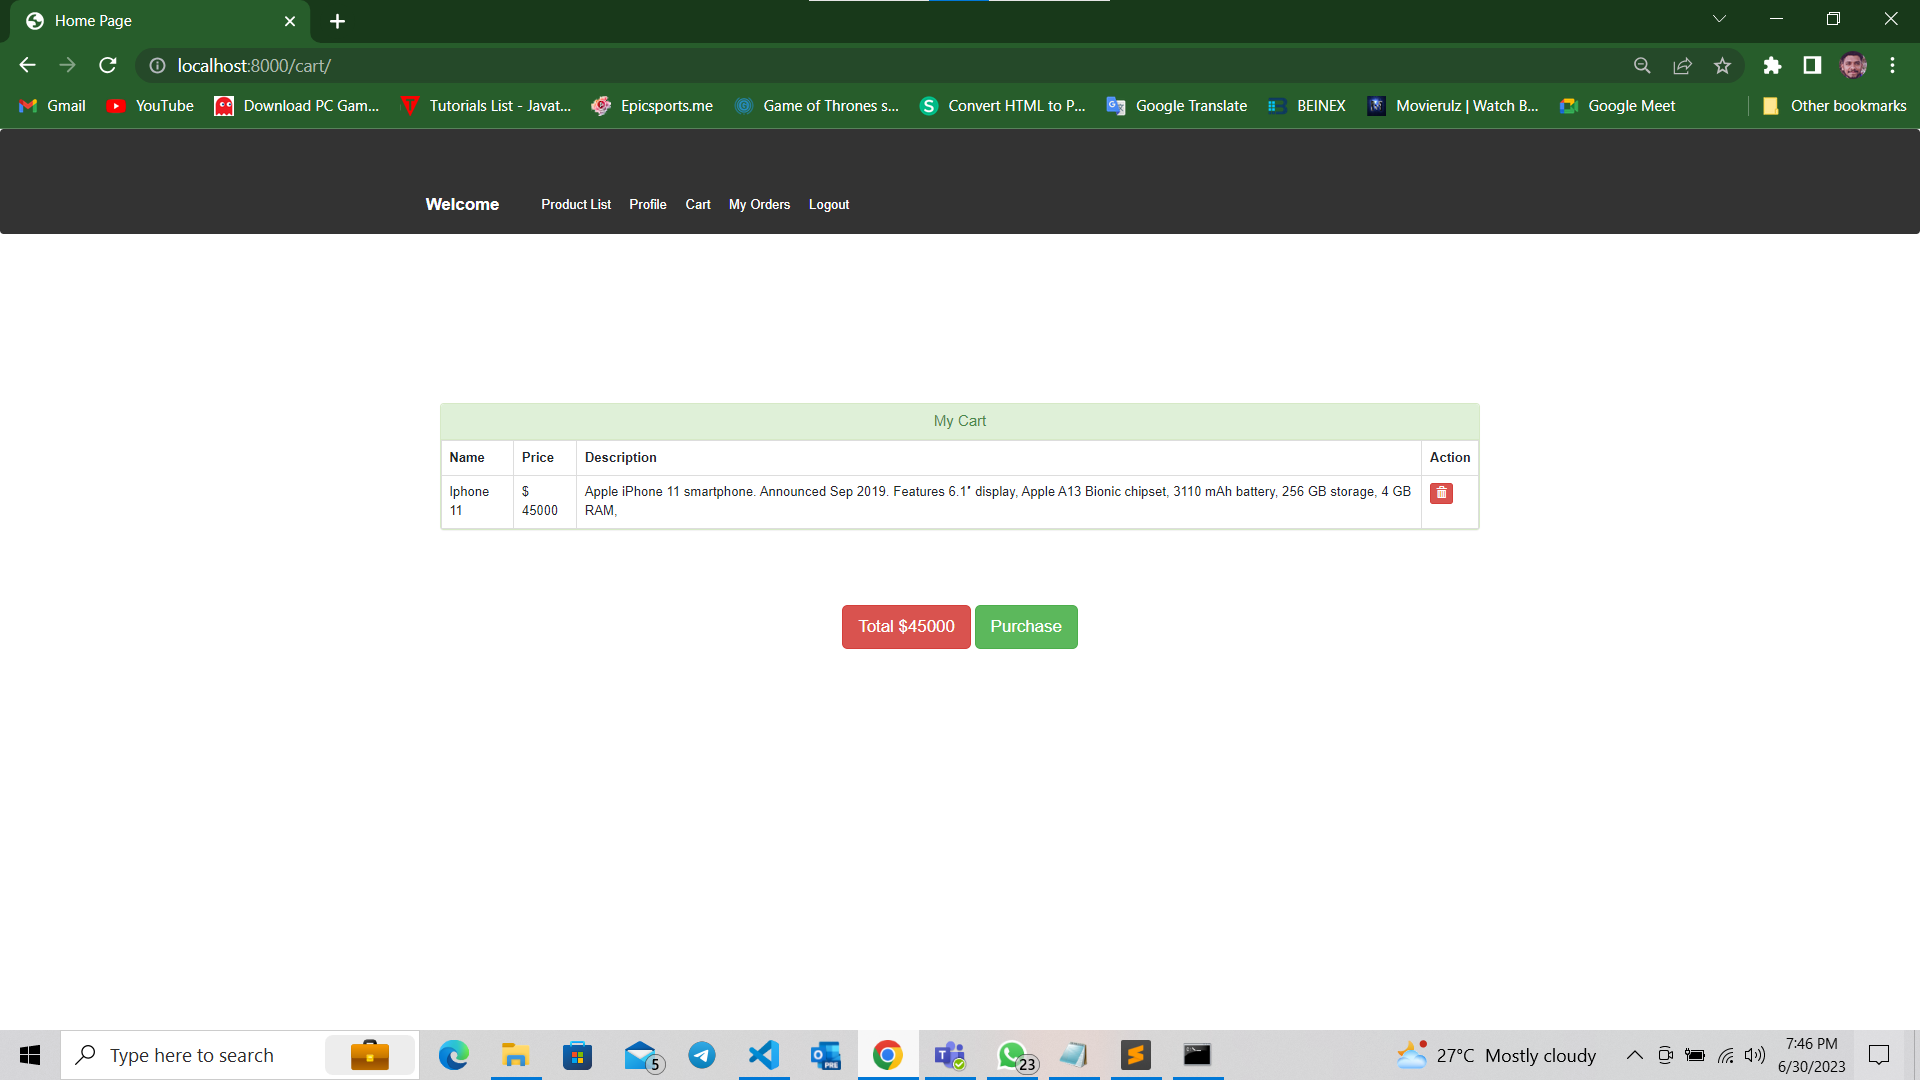 Home Page
localhost:8000/cart/
Gmail YouTube Download PC Gam... Tutorials List - Javat... Epicsports.me Game of Thrones s... Convert HTML to P... Google Translate BEINEX Movierulz | Watch B... Google Meet Other bookmarks
Welcome Product List Profile Cart My Orders Logout
My Cart
Name Price Description Action
Iphone 11
$ 45000
Apple iPhone 11 smartphone. Announced Sep 2019. Features 6.1″ display, Apple A13 Bionic chipset, 3110 mAh battery, 256 GB storage, 4 GB
RAM,
Total $45000 Purchase
Type here to search
5
PRE
23
27°C Mostly cloudy
7:46 PM
6/30/2023